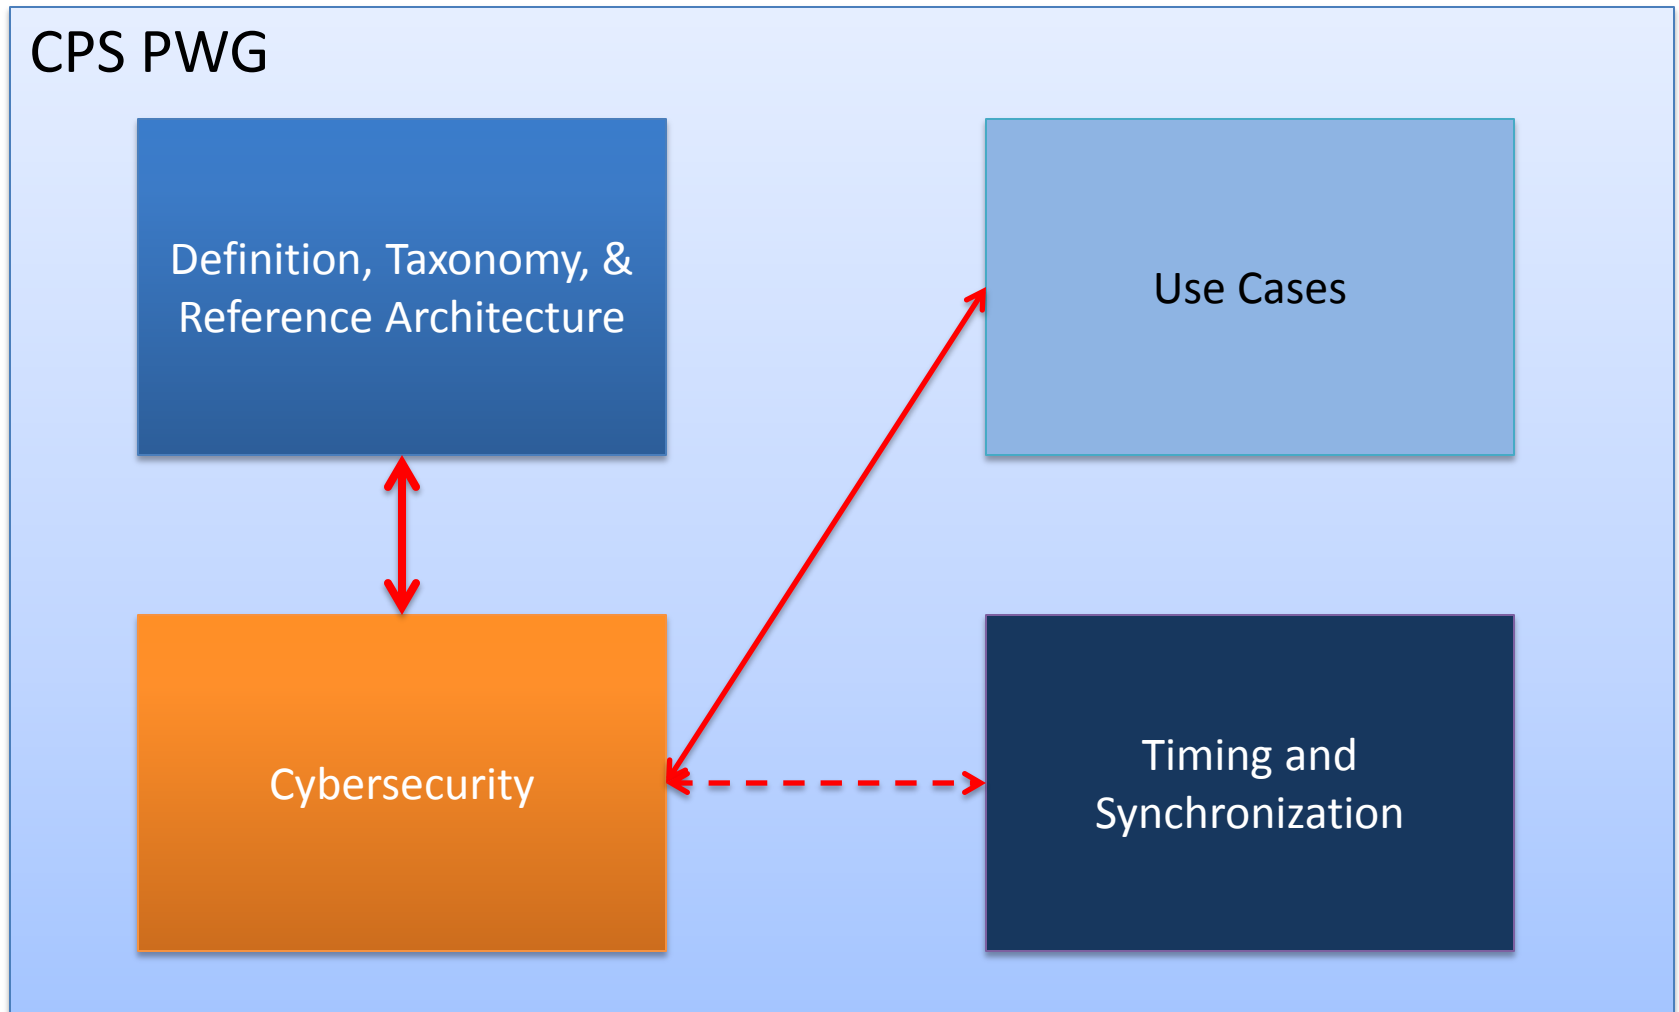 CPS PWG
Definition, Taxonomy, &
Reference Architecture
Use Cases
Cybersecurity
Timing and
Synchronization